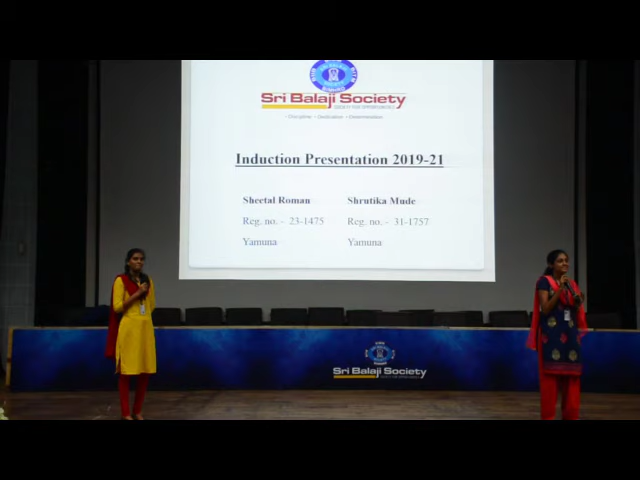 Sri Balaji Society
Induction Presentation 2019-21
Sheetal Roman Shrutika Mude
Reg. no. - 23-1475 Reg. no. - 31-1757
Yamuna Yamuna
Sri Balaji Society